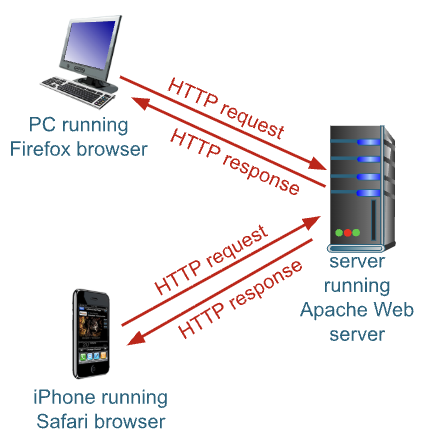 HTTP request
HTTP response
PC running
Firefox browser
server
running
Apache Web
server
HTTP request
HTTP response
iPhone running
Safari browser